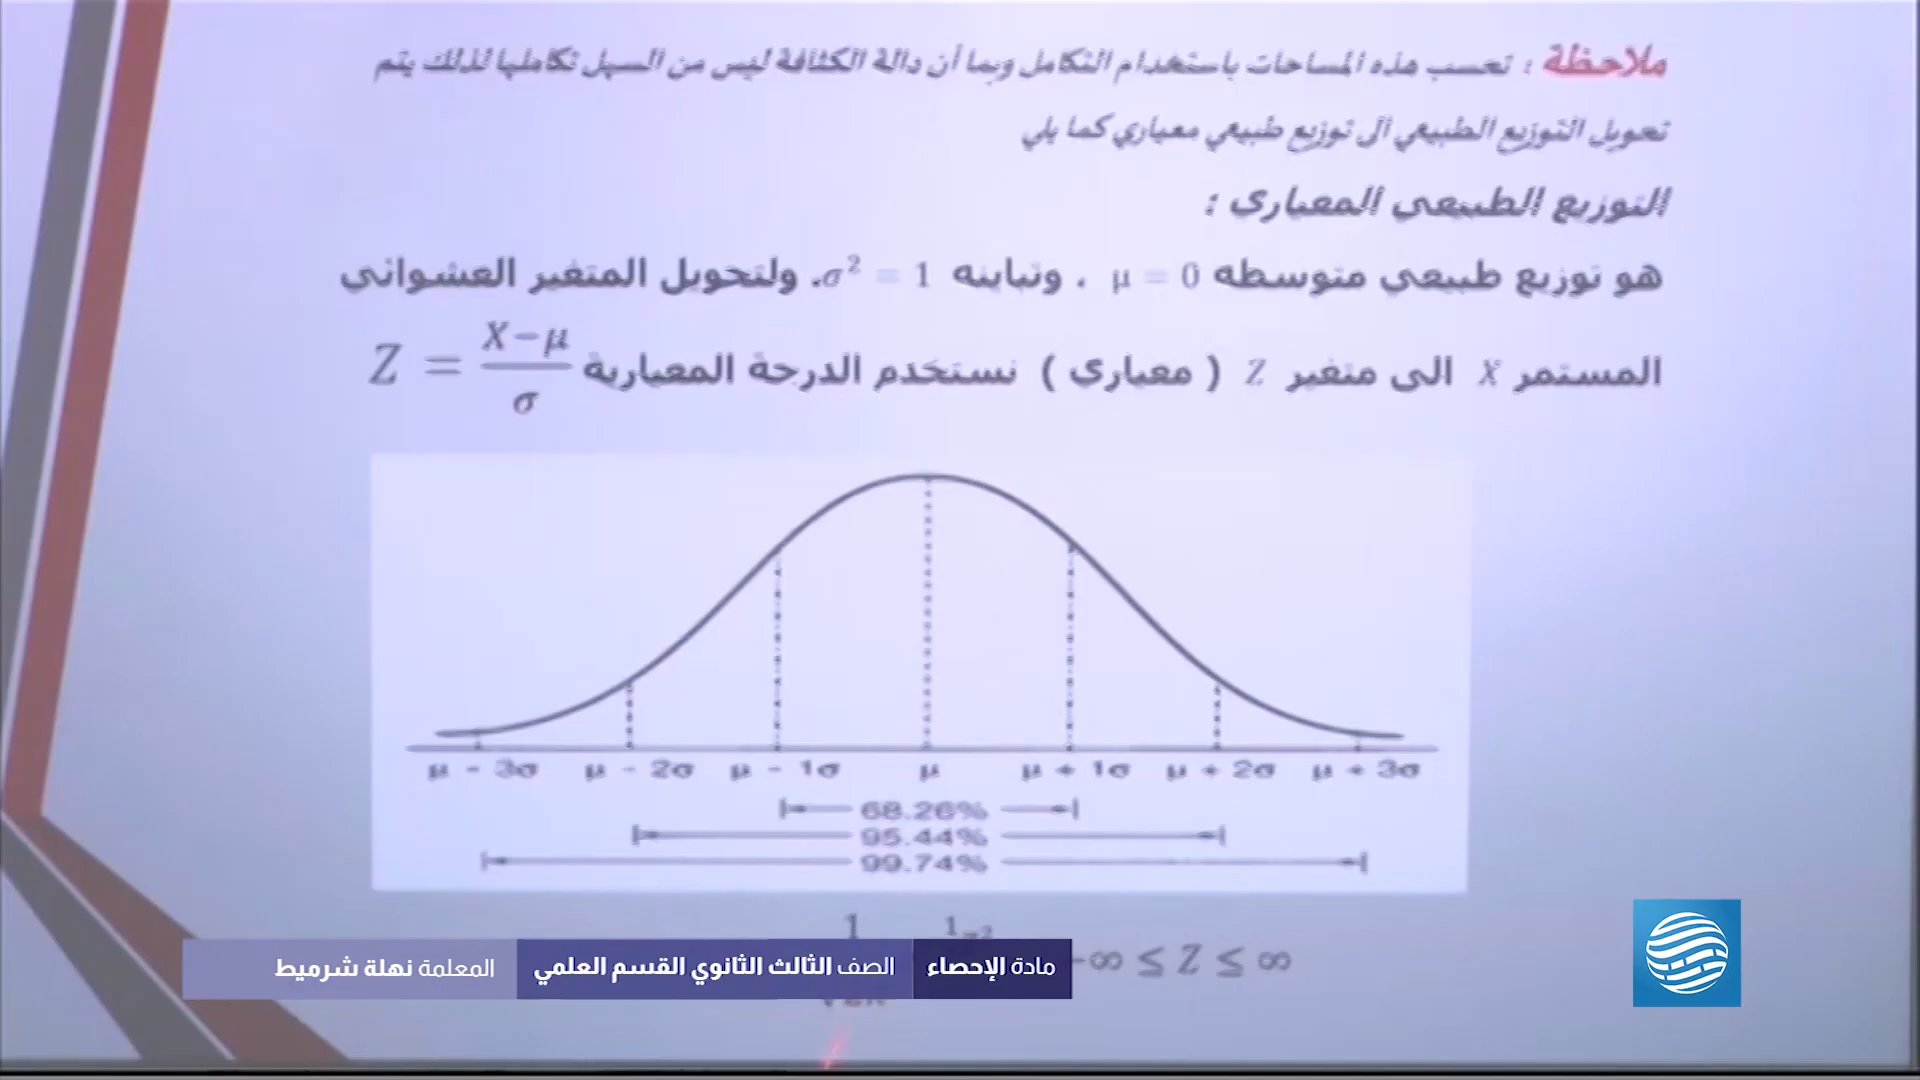 ملاحظة : تحسب هذه المساحات باستخدام التكامل وبما أن دالة الكثافة ليس من السهل تكاملها لذلك يتم
تحويل التوزيع الطبيعي الى توزيع طبيعي معياري كما يلي
التوزيع الطبيعي المعياري :
هو توزيع طبيعي متوسطه μ = 0 ، وتباينه σ² = 1، ولتحويل المتغير العشوائي
المستمر X الى متغير Z ( معياري ) نستخدم الدرجة المعيارية Z = X−μ / σ
μ - 3σ μ - 2σ μ - 1σ μ μ + 1σ μ + 2σ μ + 3σ
68.26%
95.44%
99.74%
-∞ ≤ Z ≤ ∞
مادة الإحصاء الصف الثالث الثانوي القسم العلمي المعلمة نهلة شرميط